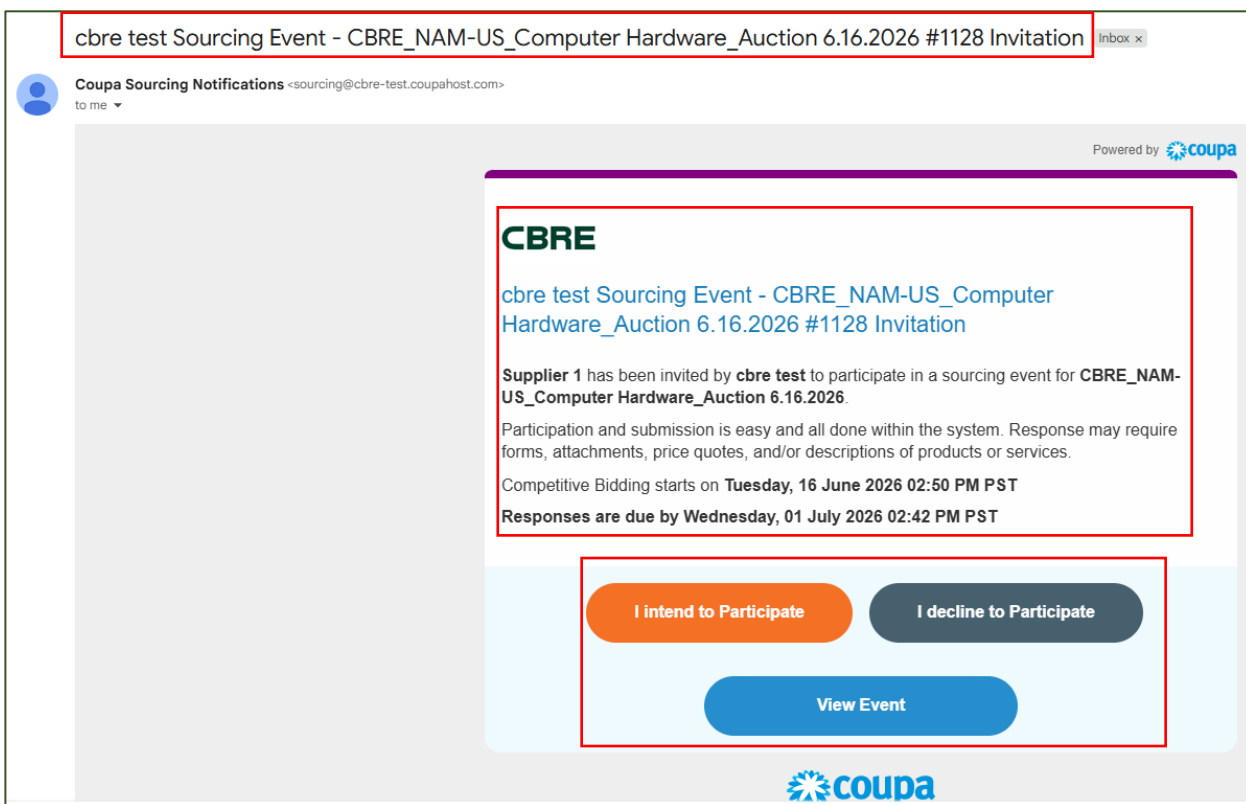 cbre test Sourcing Event - CBRE_NAM-US_Computer Hardware_Auction 6.16.2026 #1128 Invitation Inbox ×
Coupa Sourcing Notifications <sourcing@cbre-test.coupahost.com>
to me
Powered by coupa
CBRE
cbre test Sourcing Event - CBRE_NAM-US_Computer
Hardware_Auction 6.16.2026 #1128 Invitation
Supplier 1 has been invited by cbre test to participate in a sourcing event for CBRE_NAM-
US_Computer Hardware_Auction 6.16.2026.
Participation and submission is easy and all done within the system. Response may require
forms, attachments, price quotes, and/or descriptions of products or services.
Competitive Bidding starts on Tuesday, 16 June 2026 02:50 PM PST
Responses are due by Wednesday, 01 July 2026 02:42 PM PST
I intend to Participate I decline to Participate
View Event
coupa